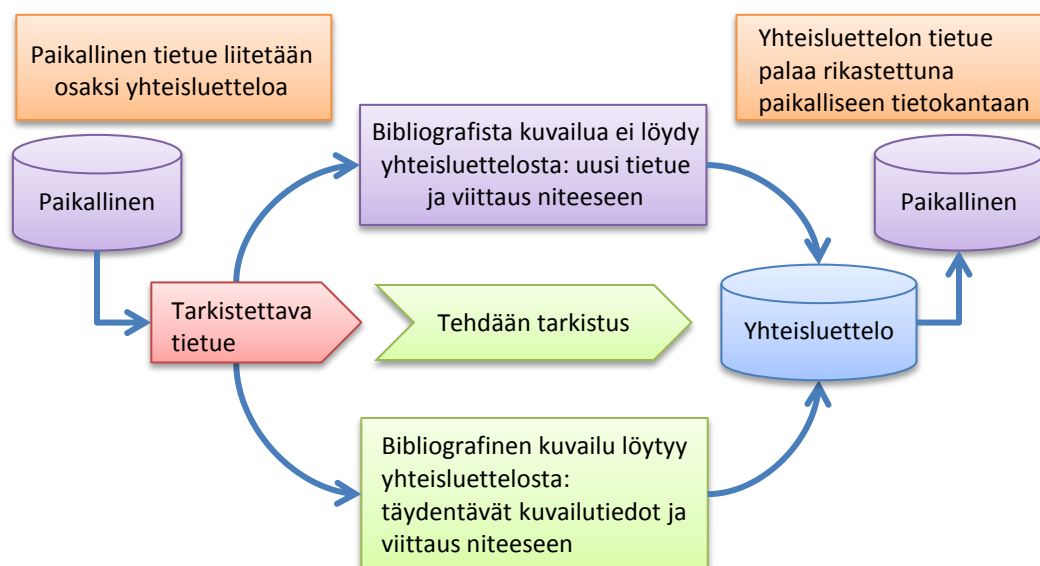 Paikallinen tietue liitetään
osaksi yhteisluetteloa
Yhteisluettelon tietue
palaa rikastettuna
paikalliseen tietokantaan
Paikallinen
Bibliografista kuvailua ei löydy
yhteisluettelosta: uusi tietue
ja viittaus niteeseen
Paikallinen
Tarkistettava
tietue
Tehdään tarkistus
Yhteisluettelo
Bibliografinen kuvailu löytyy
yhteisluettelosta:
täydentävät kuvailutiedot ja
viittaus niteeseen